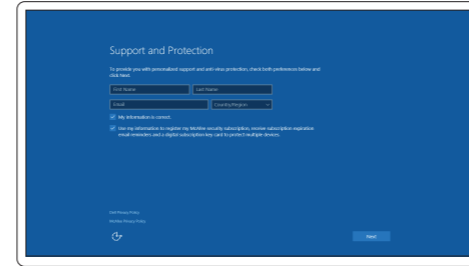 Support and Protection
To provide you with personalized support and anti-virus protection, check both preferences below and
click Next.
First Name
Last Name
Email
Country/Region
My information is correct.
Use my information to register my McAfee security subscription, receive subscription expiration
email reminders and a digital subscription key card to protect multiple devices.
Dell Privacy Policy
McAfee Privacy Policy
Next